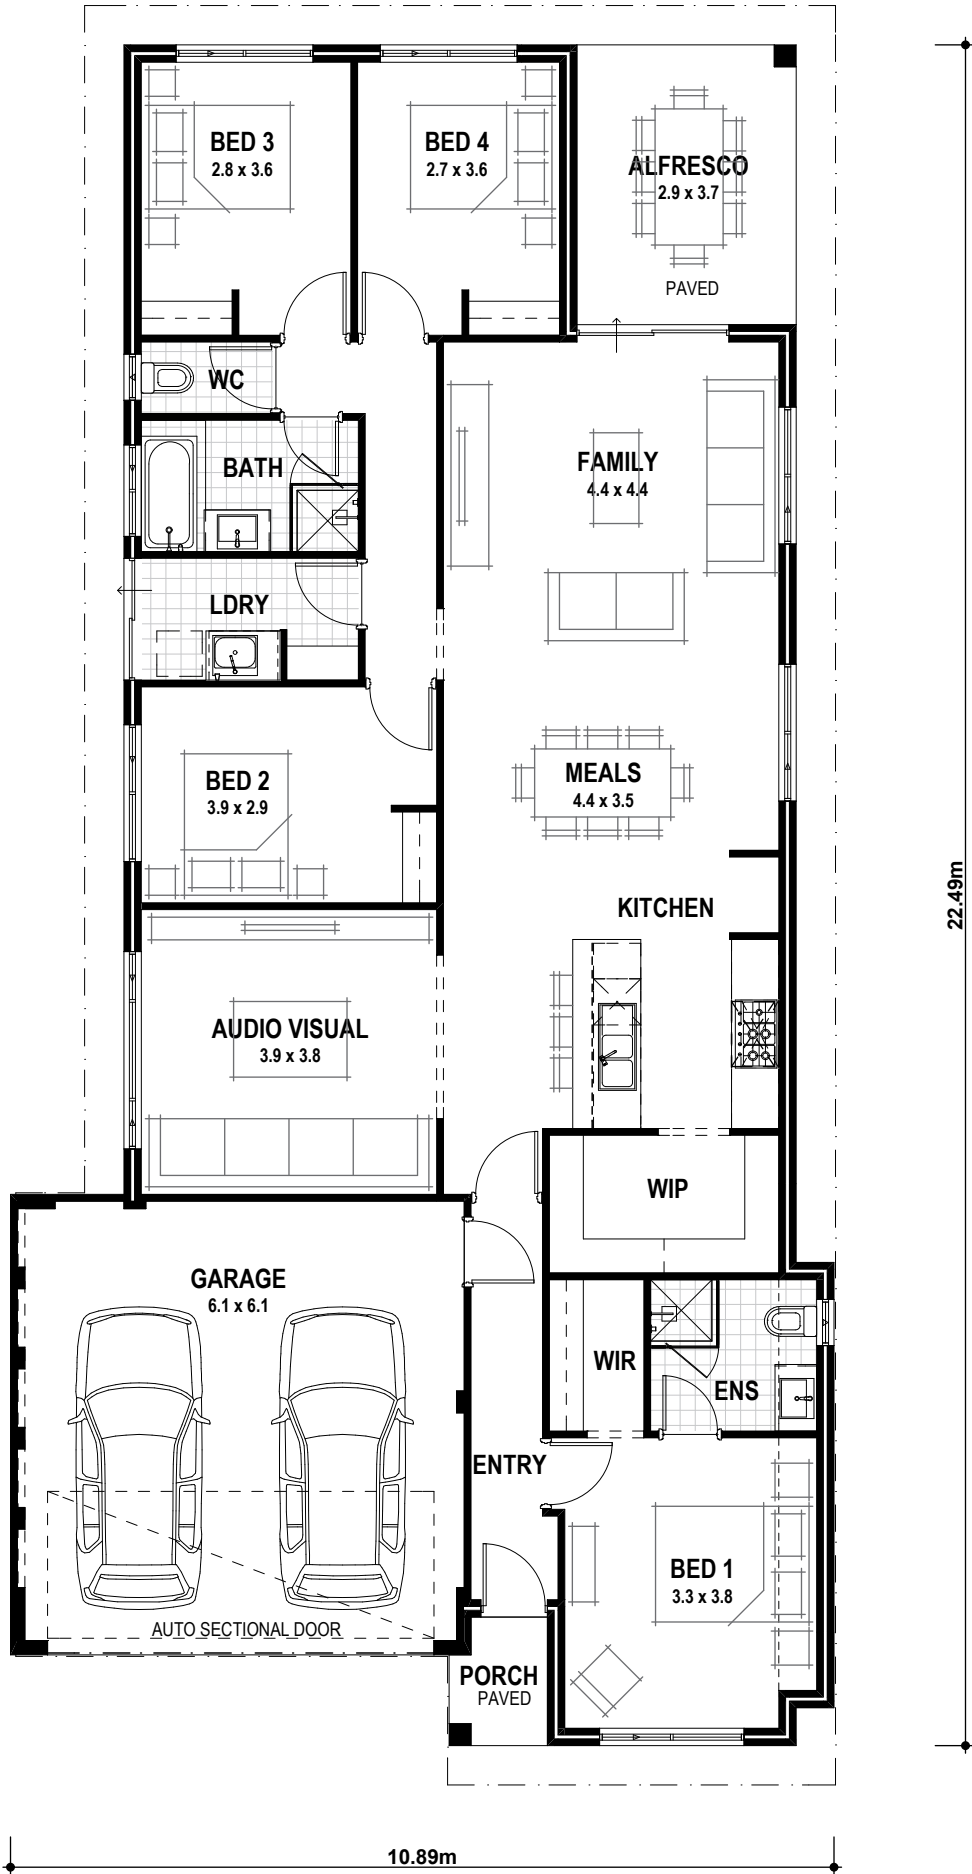 BED 3
2.8 x 3.6
BED 4
2.7 x 3.6
ALFRESCO
2.9 x 3.7
PAVED
WC
BATH
FAMILY
4.4 x 4.4
LDRY
BED 2
3.9 x 2.9
MEALS
4.4 x 3.5
KITCHEN
22.49m
AUDIO VISUAL
3.9 x 3.8
WIP
GARAGE
6.1 x 6.1
WIR
ENS
ENTRY
BED 1
3.3 x 3.8
AUTO SECTIONAL DOOR
PORCH
PAVED
10.89m